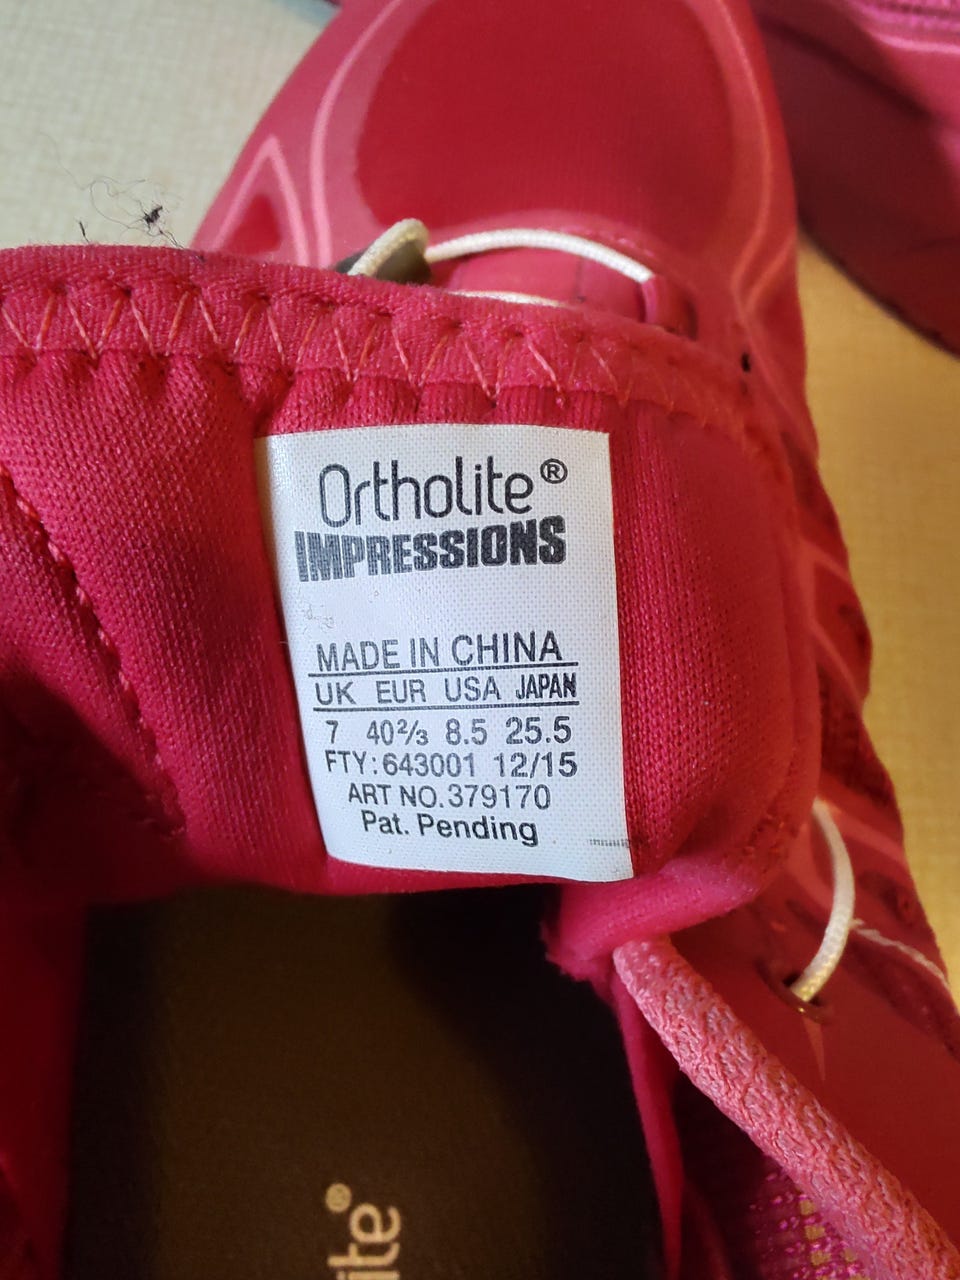 Ortholite®
IMPRESSIONS
MADE IN CHINA
UK EUR USA JAPAN
7 40⅔ 8.5 25.5
FTY:643001 12/15
ART NO.379170
Pat. Pending
lite®